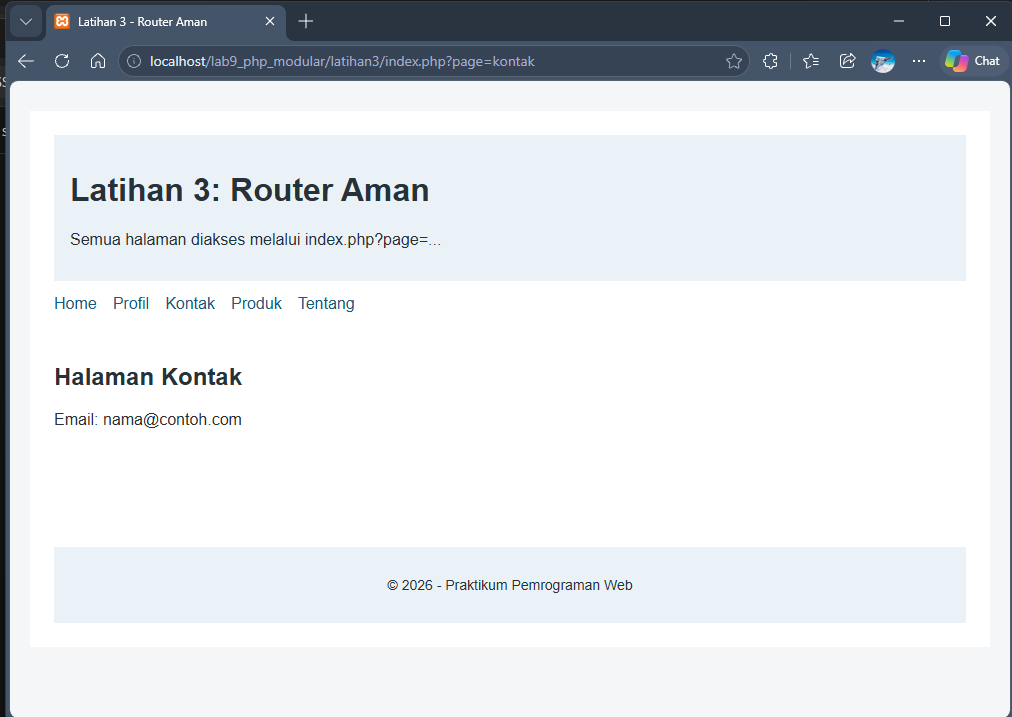 Latihan 3 - Router Aman
localhost/lab9_php_modular/latihan3/index.php?page=kontak
Chat
Latihan 3: Router Aman
Semua halaman diakses melalui index.php?page=...
Home Profil Kontak Produk Tentang
Halaman Kontak
Email: nama@contoh.com
© 2026 - Praktikum Pemrograman Web